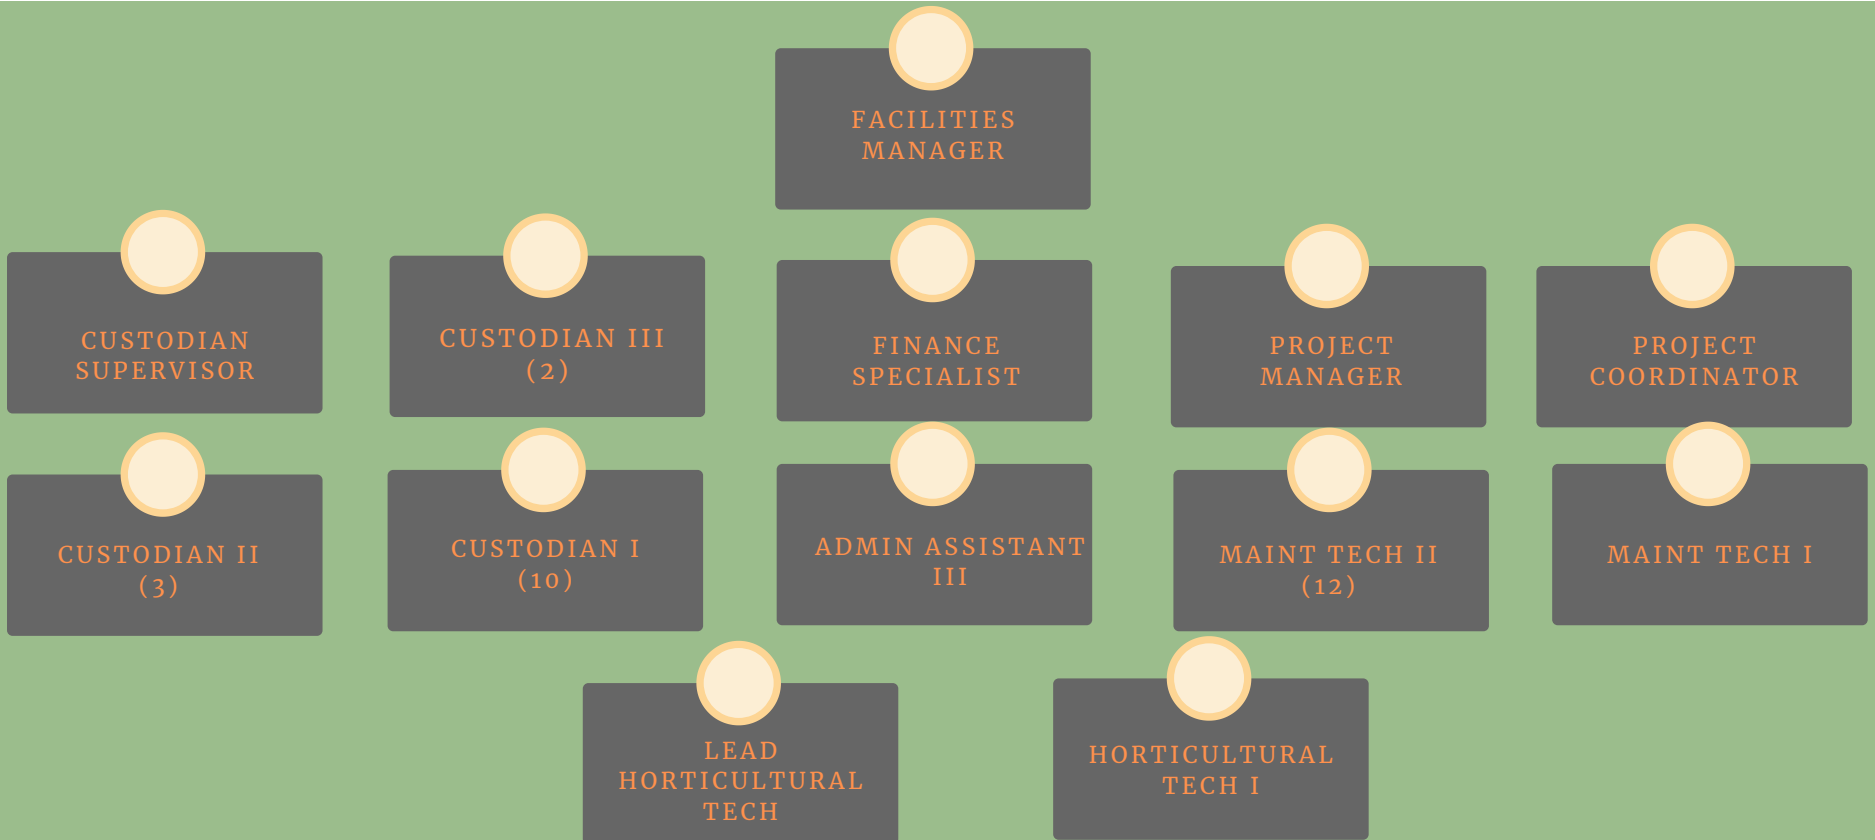 FACILITIES
MANAGER
CUSTODIAN
SUPERVISOR
CUSTODIAN III
(2)
FINANCE
SPECIALIST
PROJECT
MANAGER
PROJECT
COORDINATOR
CUSTODIAN II
(3)
CUSTODIAN I
(10)
ADMIN ASSISTANT
III
MAINT TECH II
(12)
MAINT TECH I
LEAD
HORTICULTURAL
TECH
HORTICULTURAL
TECH I